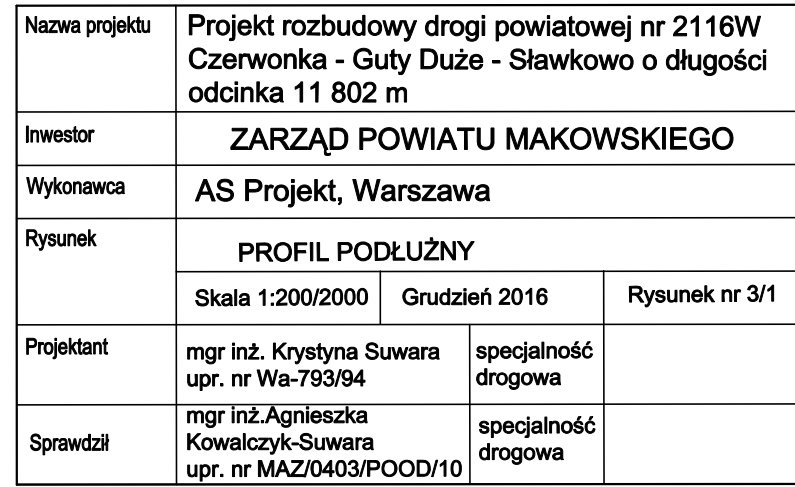 Nazwa projektu
Projekt rozbudowy drogi powiatowej nr 2116W
Czerwonka - Guty Duże - Sławkowo o długości
odcinka 11 802 m
Inwestor
ZARZĄD POWIATU MAKOWSKIEGO
Wykonawca
AS Projekt, Warszawa
Rysunek
PROFIL PODŁUŻNY
Skala 1:200/2000
Grudzień 2016
Rysunek nr 3/1
Projektant
mgr inż. Krystyna Suwara
upr. nr Wa-793/94
specjalność
drogowa
Sprawdził
mgr inż.Agnieszka
Kowalczyk-Suwara
upr. nr MAZ/0403/POOD/10
specjalność
drogowa